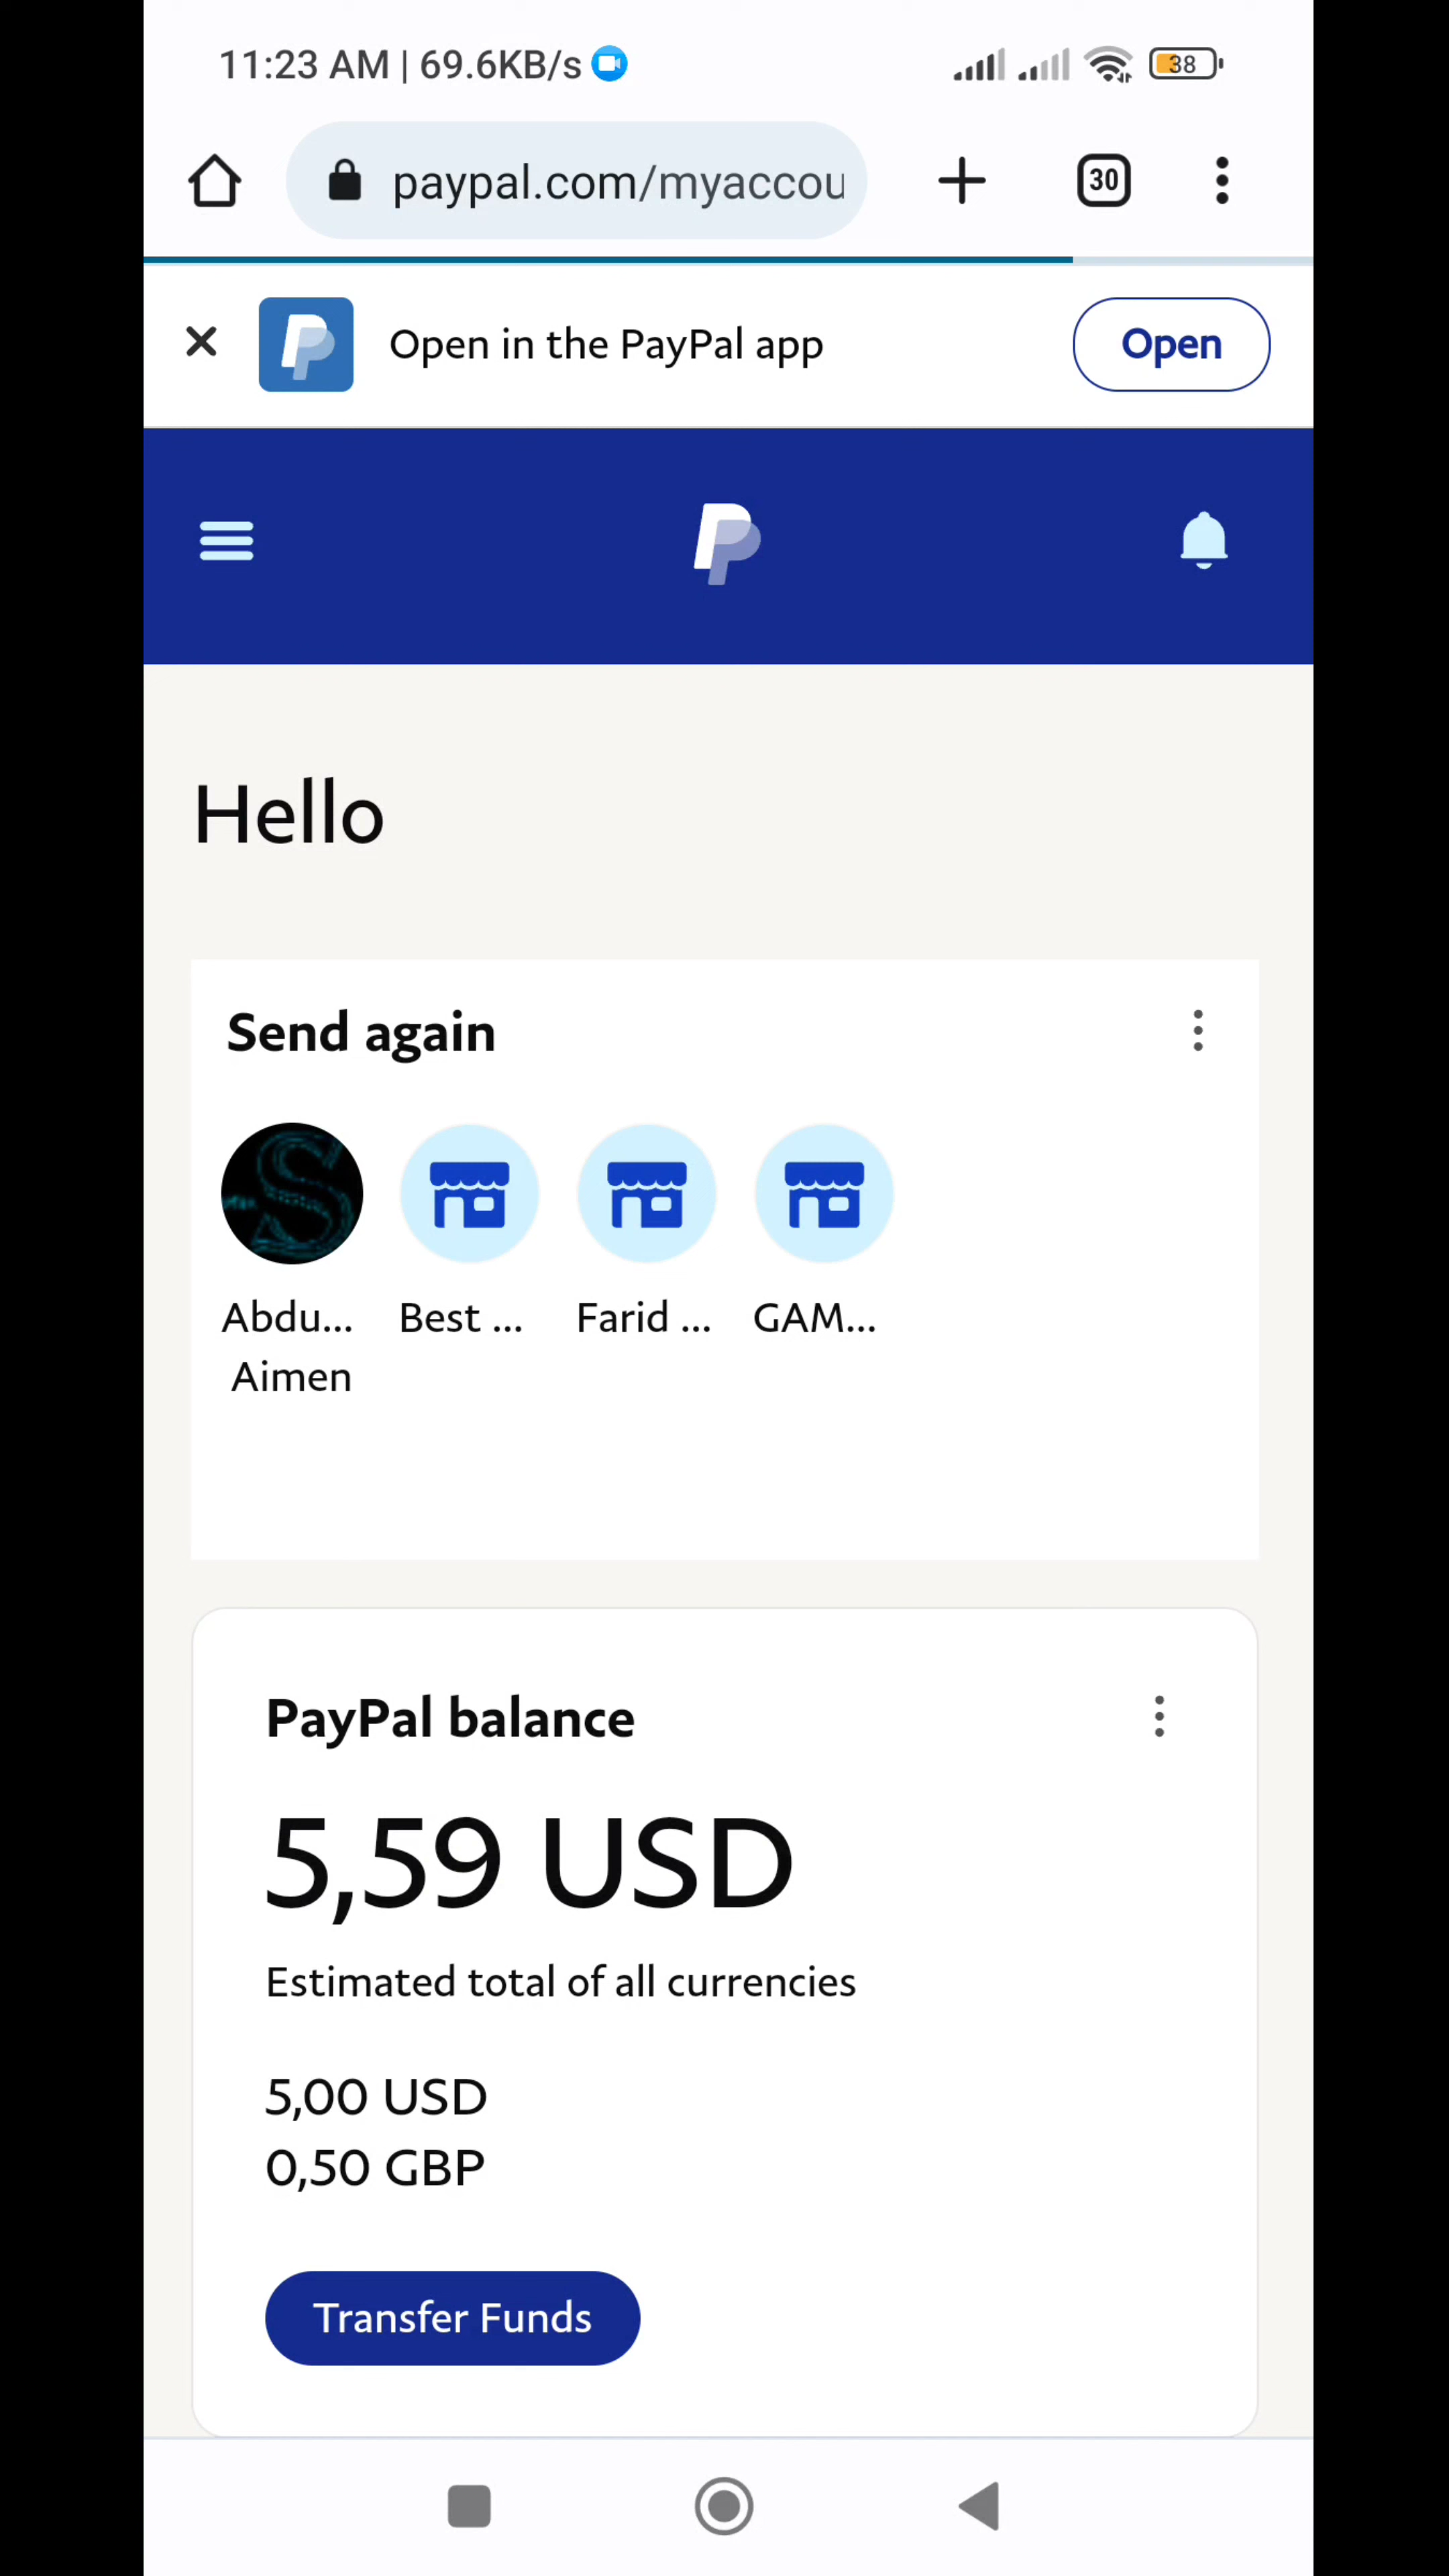 11:23 AM | 69.6KB/s 38
paypal.com/myaccou 30
Open in the PayPal app Open
Hello
Send again
Abdu... Best ... Farid ... GAM...
Aimen
PayPal balance
5,59 USD
Estimated total of all currencies
5,00 USD
0,50 GBP
Transfer Funds